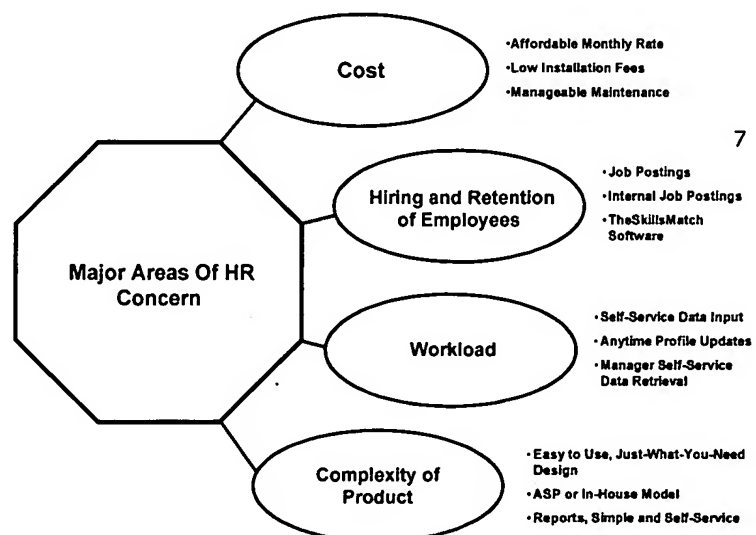 Cost
•Affordable Monthly Rate
•Low Installation Fees
•Manageable Maintenance
7
Hiring and Retention
of Employees
•Job Postings
•Internal Job Postings
•TheSkillsMatch
Software
Major Areas Of HR
Concern
Workload
•Self-Service Data Input
•Anytime Profile Updates
•Manager Self-Service
Data Retrieval
Complexity of
Product
•Easy to Use, Just-What-You-Need
Design
•ASP or In-House Model
•Reports, Simple and Self-Service